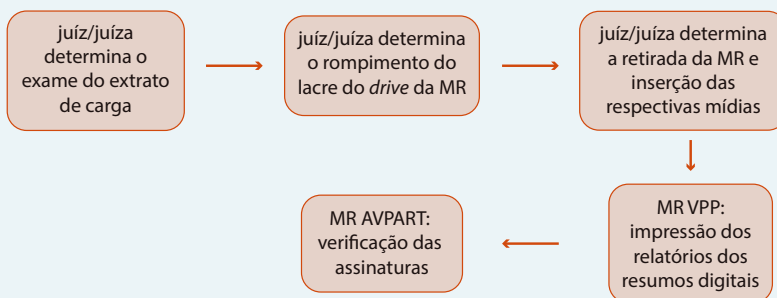 juíz/juíza
determina o
exame do extrato
de carga
juíz/juíza determina
o rompimento do
lacre do drive da MR
juíz/juíza determina
a retirada da MR e
inserção das
respectivas mídias
MR VPP:
impressão dos
relatórios dos
resumos digitais
MR AVPART:
verificação das
assinaturas